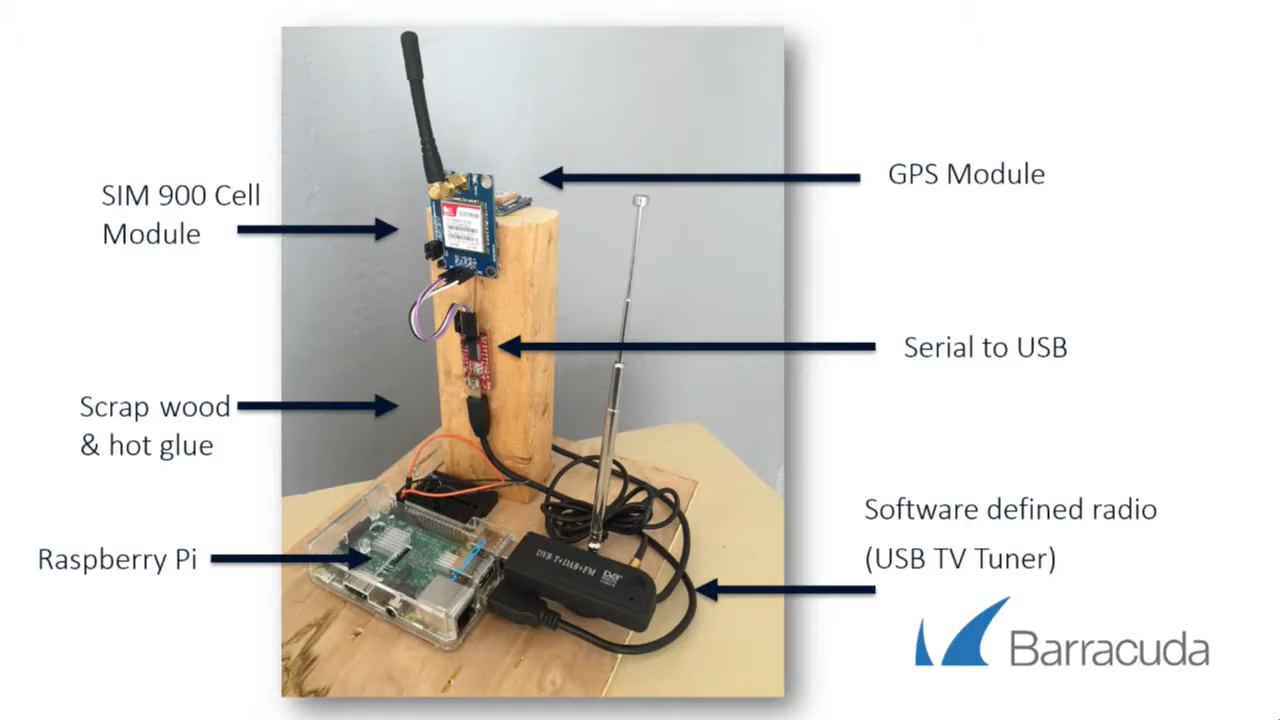 SIM 900 Cell
Module
GPS Module
Serial to USB
Scrap wood
& hot glue
Software defined radio
(USB TV Tuner)
Raspberry Pi
DVB-T+DAB+FM
DVB
Barracuda